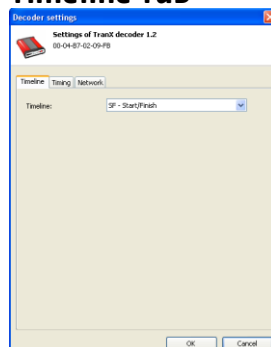 Timeline Tab
Decoder settings
Settings of TranX decoder 1.2
00-04-B7-02-09-FB
Timeline Timing Network
Timeline: SF - Start/Finish
OK Cancel